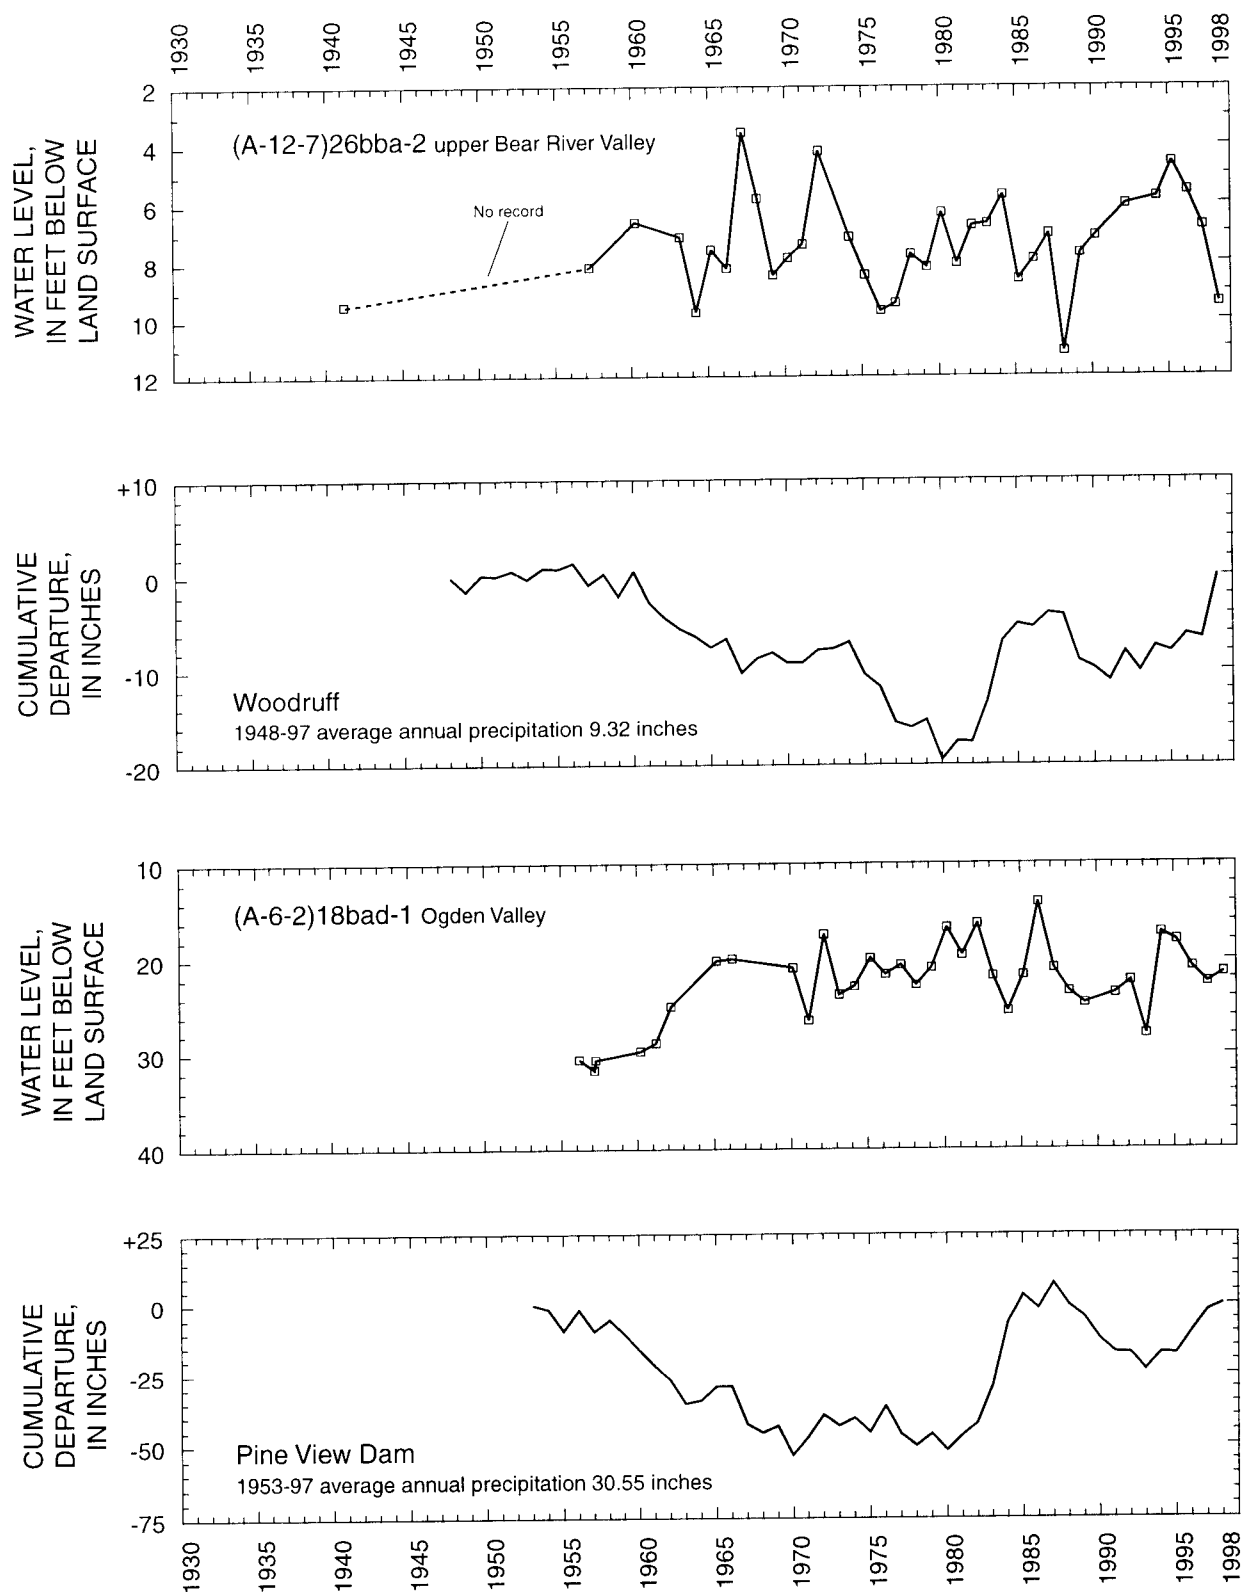 1930 1935 1940 1945 1950 1955 1960 1965 1970 1975 1980 1985 1990 1995 1998
WATER LEVEL,
IN FEET BELOW
LAND SURFACE
2
4
6
8
10
12
(A-12-7)26bba-2 upper Bear River Valley
No record
CUMULATIVE
DEPARTURE,
IN INCHES
+10
0
-10
-20
Woodruff
1948-97 average annual precipitation 9.32 inches
WATER LEVEL,
IN FEET BELOW
LAND SURFACE
10
20
30
40
(A-6-2)18bad-1 Ogden Valley
CUMULATIVE
DEPARTURE,
IN INCHES
+25
0
-25
-50
-75
Pine View Dam
1953-97 average annual precipitation 30.55 inches
1930 1935 1940 1945 1950 1955 1960 1965 1970 1975 1980 1985 1990 1995 1998